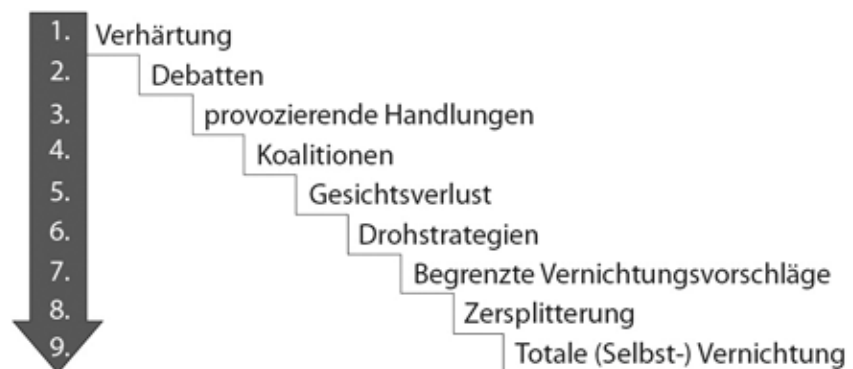 1. Verhärtung
2. Debatten
3. provozierende Handlungen
4. Koalitionen
5. Gesichtsverlust
6. Drohstrategien
7. Begrenzte Vernichtungsvorschläge
8. Zersplitterung
9. Totale (Selbst-) Vernichtung